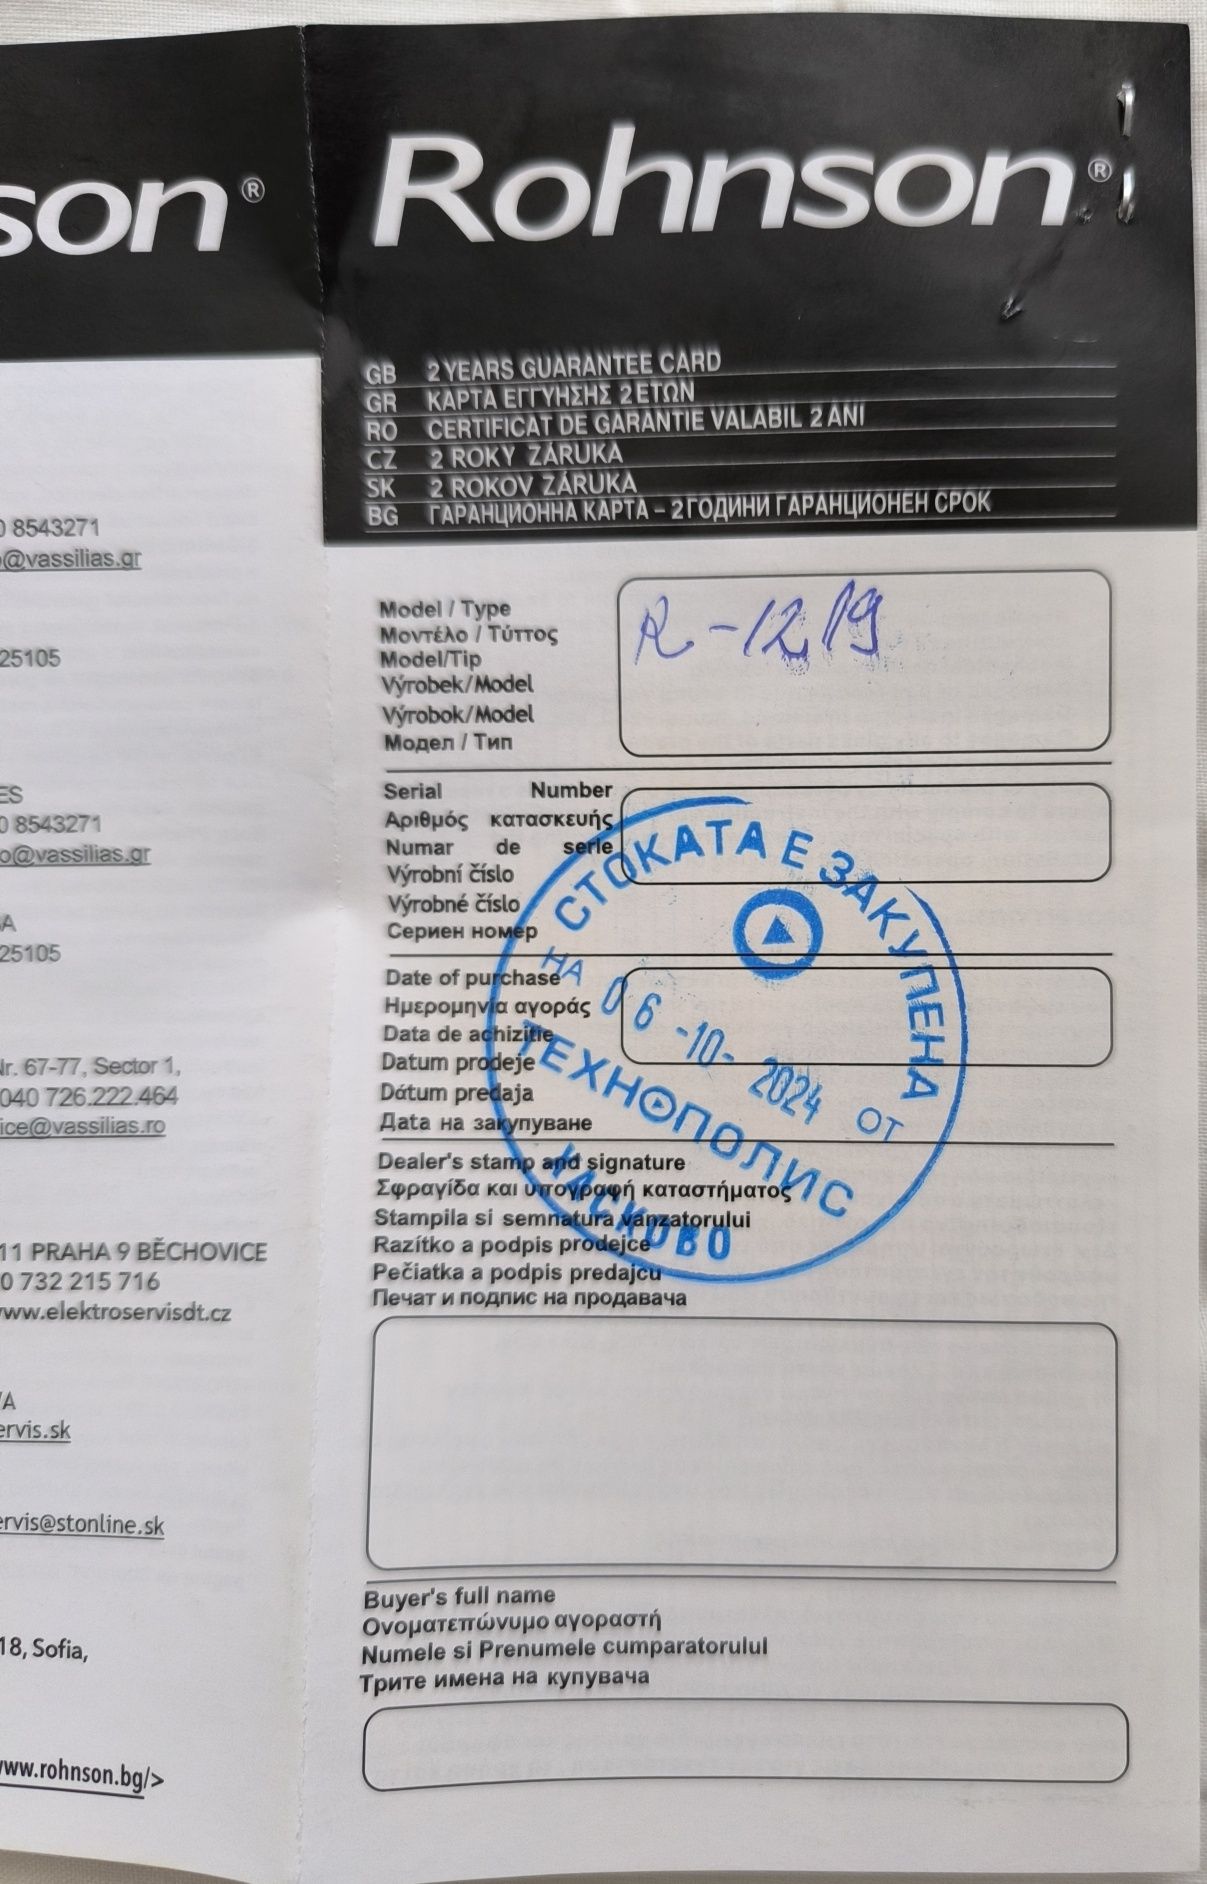 son®
0 8543271
o@vassilias.gr
25105
ES
0 8543271
o@vassilias.gr
25105
Nr. 67-77, Sector 1,
040 726.222.464
ice@vassilias.ro
11 PRAHA 9 BĚCHOVICE
0 732 215 716
www.elektroservisdt.cz
ervis.sk
ervis@stonline.sk
18, Sofia,
www.rohnson.bg/>
Rohnson®
GB 2 YEARS GUARANTEE CARD
GR ΚΑΡΤΑ ΕΓΓΥΗΣΗΣ 2 ΕΤΩΝ
RO CERTIFICAT DE GARANTIE VALABIL 2 ANI
CZ 2 ROKY ZÁRUKA
SK 2 ROKOV ZÁRUKA
BG ГАРАНЦИОННА КАРТА – 2 ГОДИНИ ГАРАНЦИОНЕН СРОК
Model / Type
Μοντέλο / Τύττος
Model/Tip
Výrobek/Model
Výrobok/Model
Модел / Тип
R-1219
Serial Number
Αριθμός κατασκευής
Numar de serie
Výrobní číslo
Výrobné číslo
Сериен номер
Date of purchase
Ημερομηνία αγοράς
Data de achizitie
Datum prodeje
Dátum predaja
Дата на закупуване
СТОКАТА Е ЗАКУПЕНА
НА 06-10-2024 ОТ
ТЕХНОПОЛИС
ХАСКОВО
Dealer's stamp and signature
Σφραγίδα και υπογραφή καταστήματος
Stampila si semnatura vanzatorului
Razítko a podpis prodejce
Pečiatka a podpis predajcu
Печат и подпис на продавача
Buyer's full name
Ονοματεπώνυμο αγοραστή
Numele si Prenumele cumparatorulul
Трите имена на купувача